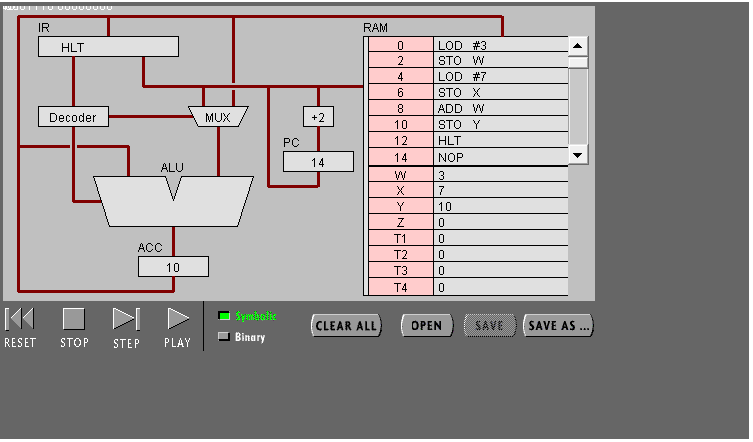 IR
HLT
Decoder
MUX
+2
PC
14
ALU
ACC
10
RAM
0 LOD #3
2 STO W
4 LOD #7
6 STO X
8 ADD W
10 STO Y
12 HLT
14 NOP
W 3
X 7
Y 10
Z 0
T1 0
T2 0
T3 0
T4 0
RESET
STOP
STEP
PLAY
Symbolic
Binary
CLEAR ALL
OPEN
SAVE
SAVE AS ...